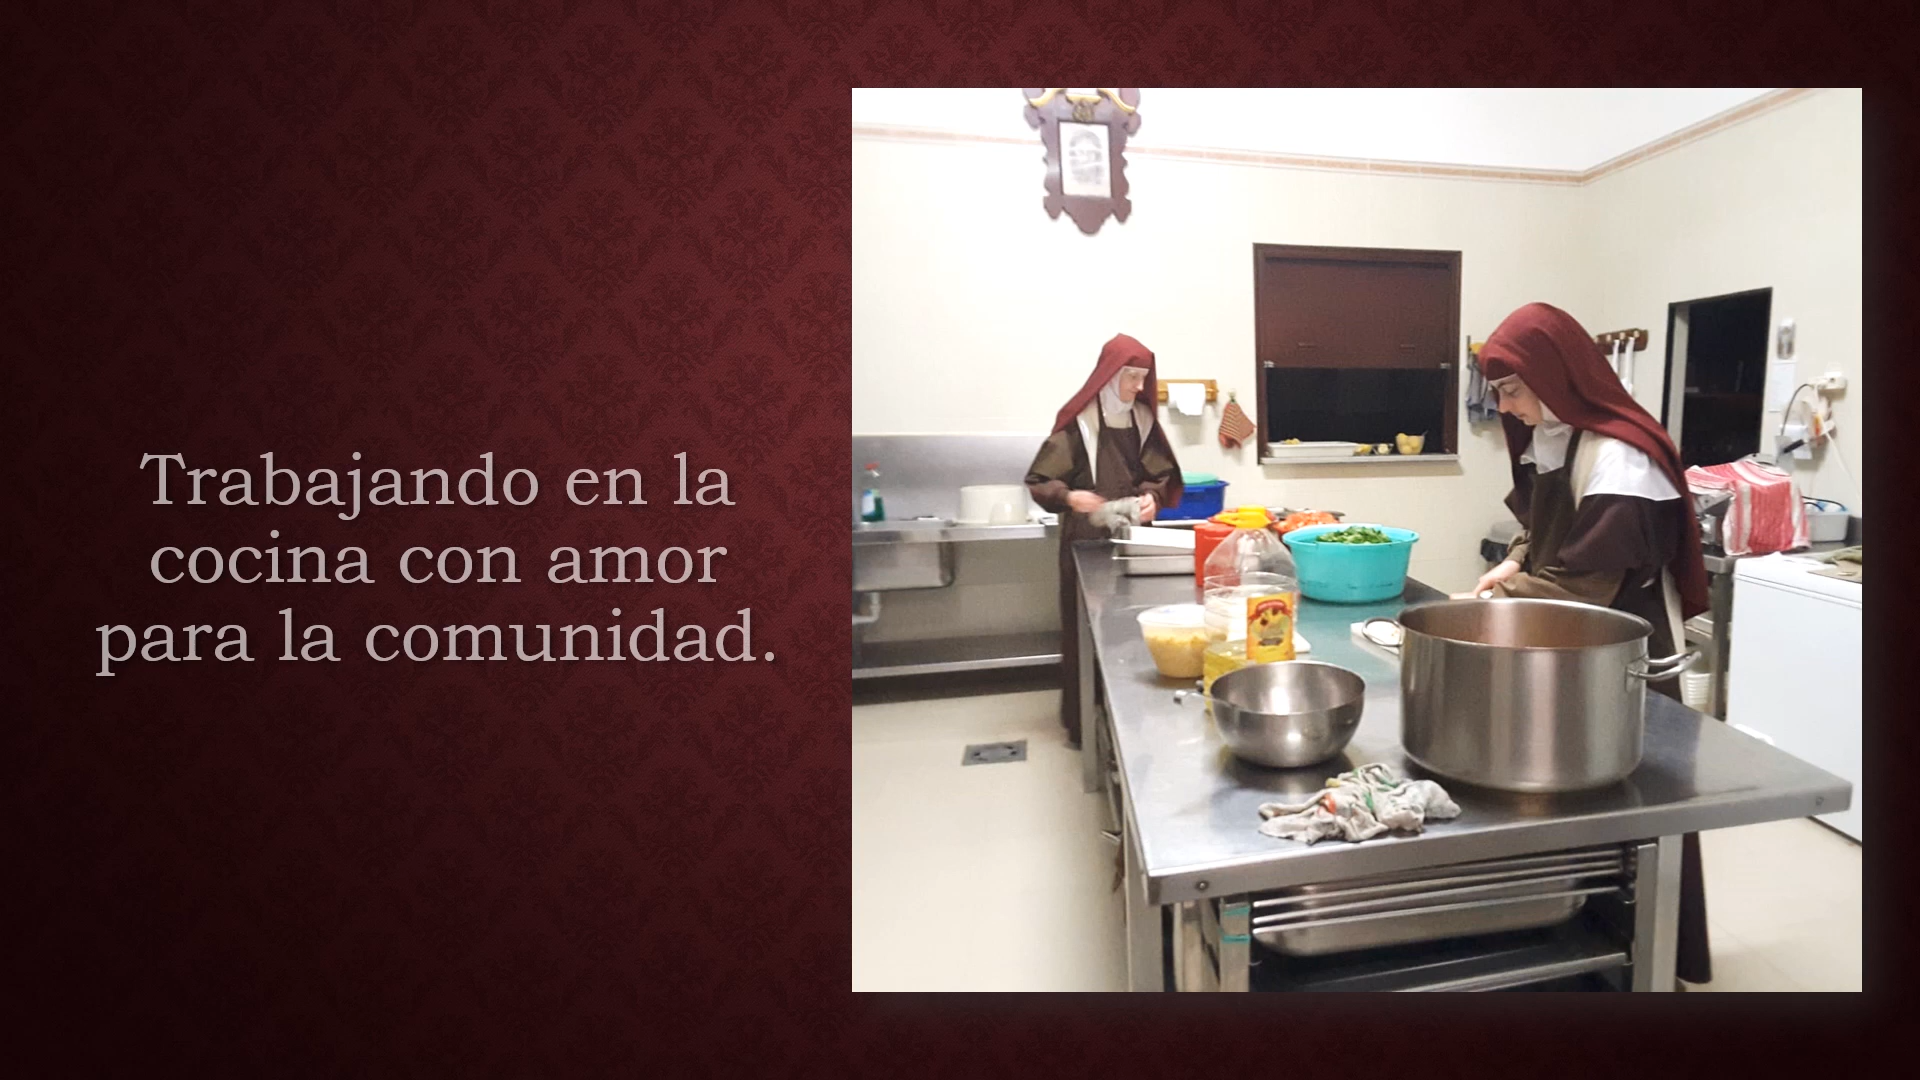 Trabajando en la
cocina con amor
para la comunidad.